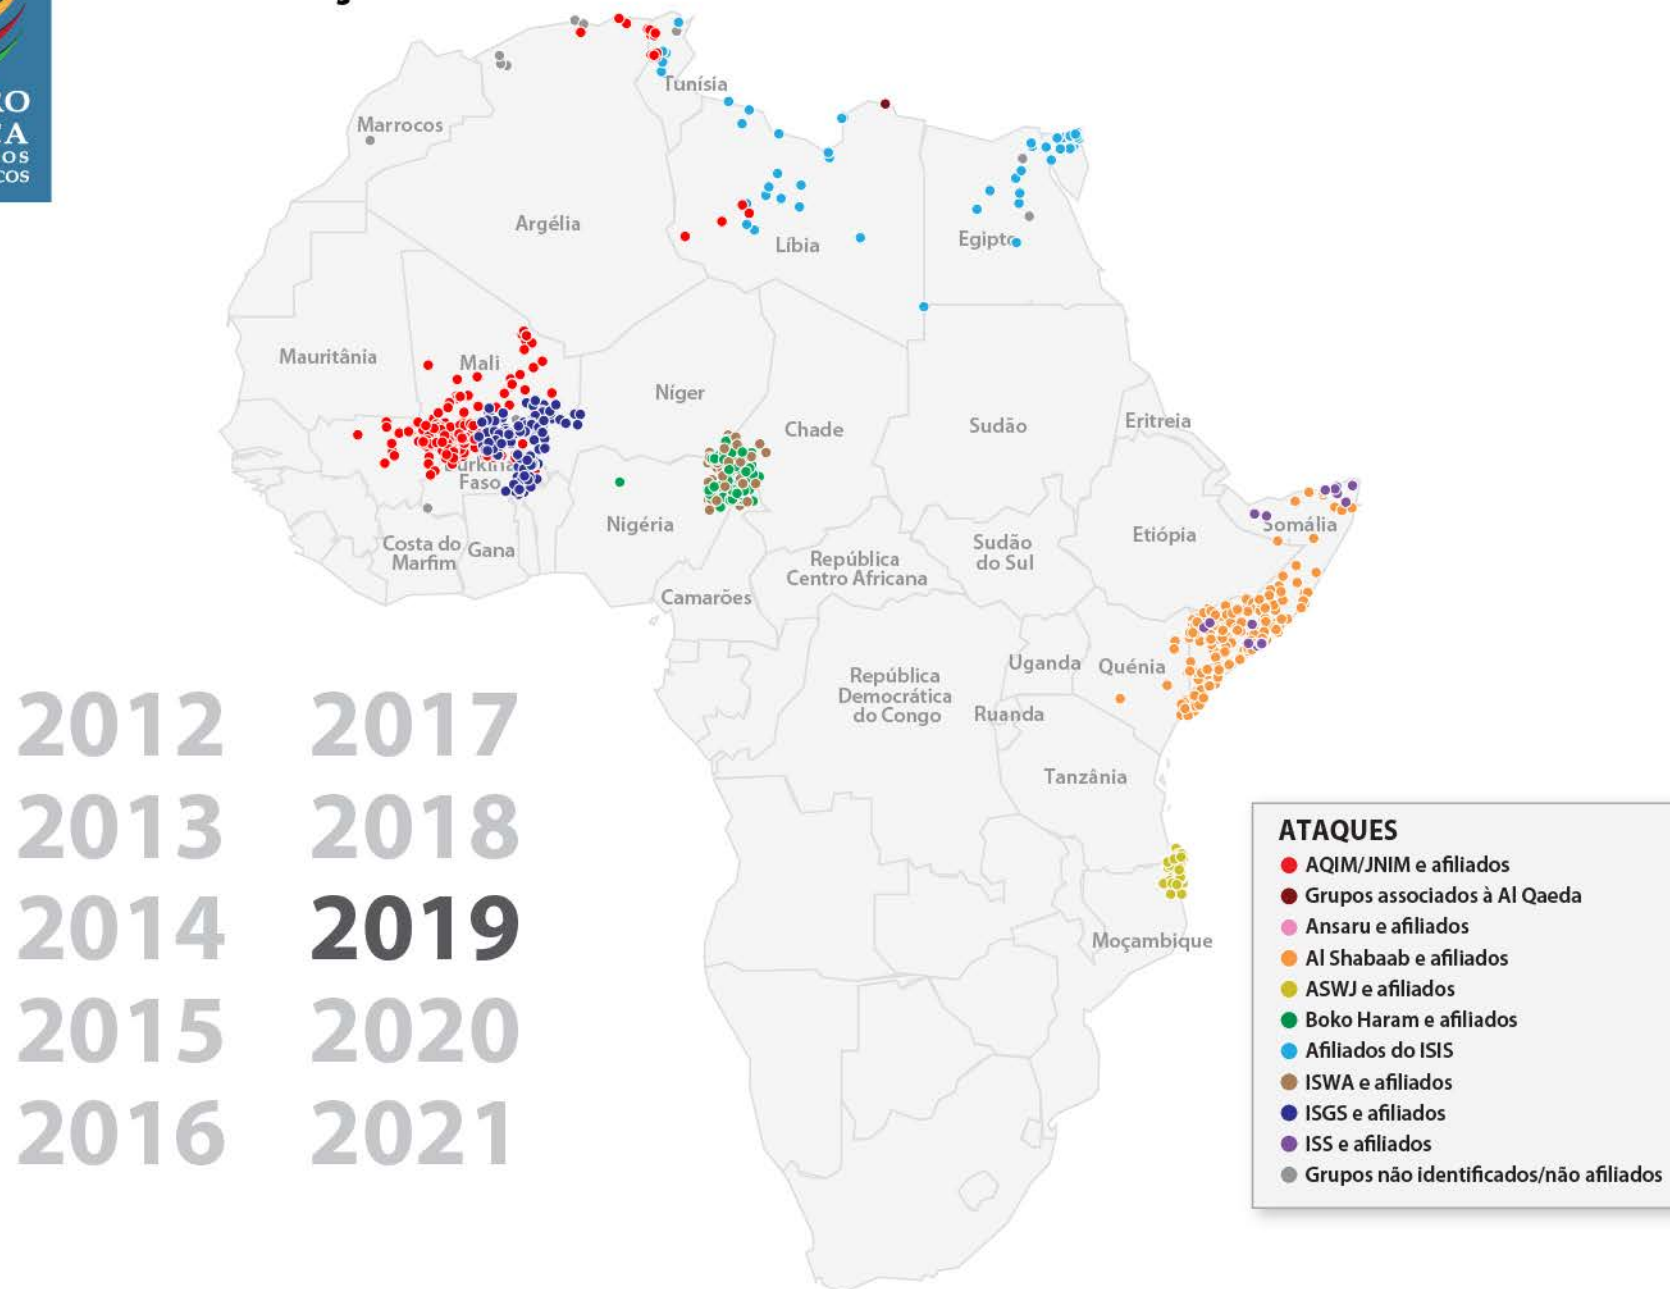 Marrocos
Tunísia
Argélia
Líbia
Egipto
Mauritânia
Mali
Níger
Chade
Sudão
Eritreia
Burkina
Faso
Nigéria
Costa do
Marfim
Gana
Camarões
República
Centro Africana
Sudão
do Sul
Etiópia
Somália
Uganda
Quénia
República
Democrática
do Congo
Ruanda
Tanzânia
Moçambique
2012
2017
2013
2018
2014
2019
2015
2020
2016
2021
ATAQUES
AQIM/JNIM e afiliados
Grupos associados à Al Qaeda
Ansaru e afiliados
Al Shabaab e afiliados
ASWJ e afiliados
Boko Haram e afiliados
Afiliados do ISIS
ISWA e afiliados
ISGS e afiliados
ISS e afiliados
Grupos não identificados/não afiliados